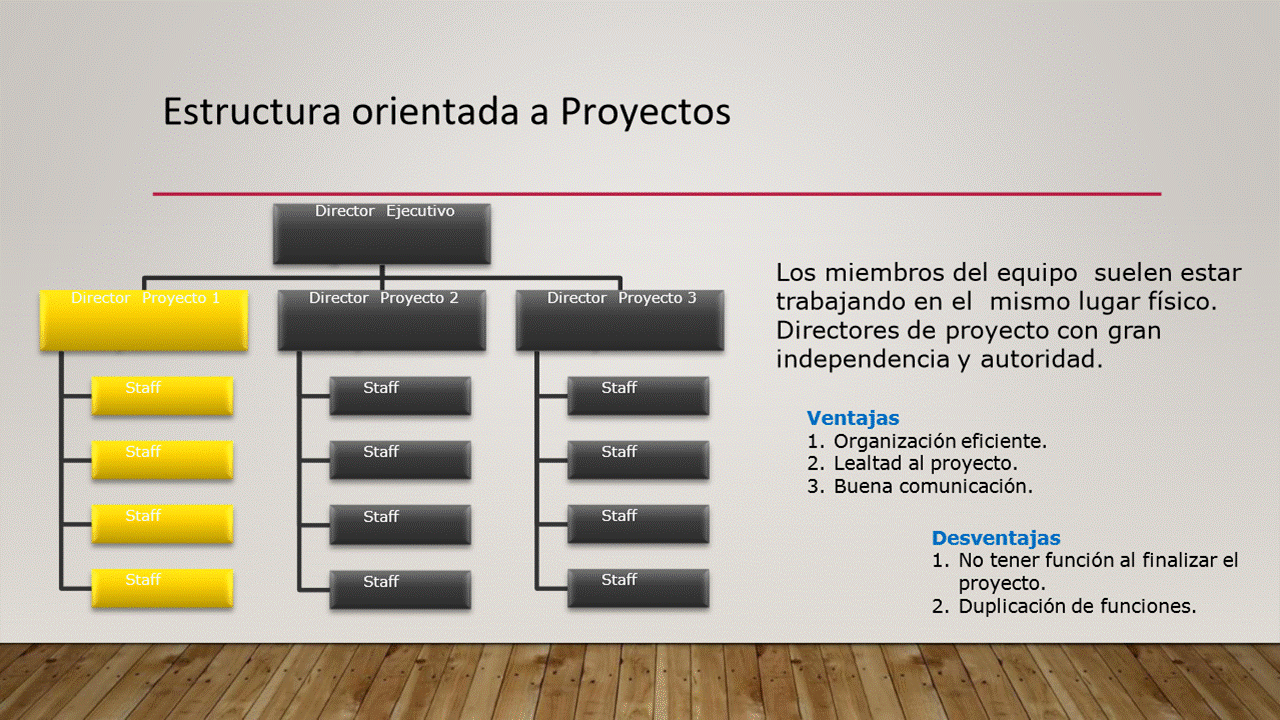 Estructura orientada a Proyectos
Director Ejecutivo
Director Proyecto 1
Staff
Staff
Staff
Staff
Director Proyecto 2
Staff
Staff
Staff
Staff
Director Proyecto 3
Staff
Staff
Staff
Staff
Los miembros del equipo suelen estar
trabajando en el mismo lugar físico.
Directores de proyecto con gran
independencia y autoridad.
Ventajas
1. Organización eficiente.
2. Lealtad al proyecto.
3. Buena comunicación.
Desventajas
1. No tener función al finalizar el
proyecto.
2. Duplicación de funciones.